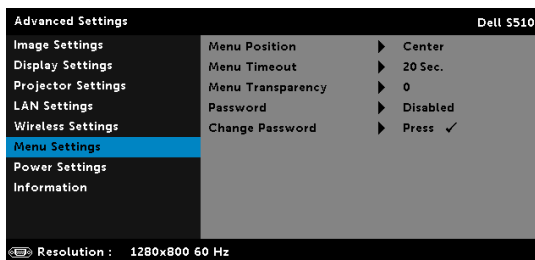 Advanced Settings Dell S510
Image Settings Menu Position Center
Display Settings Menu Timeout 20 Sec.
Projector Settings Menu Transparency 0
LAN Settings Password Disabled
Wireless Settings Change Password Press ✓
Menu Settings
Power Settings
Information
Resolution : 1280x800 60 Hz